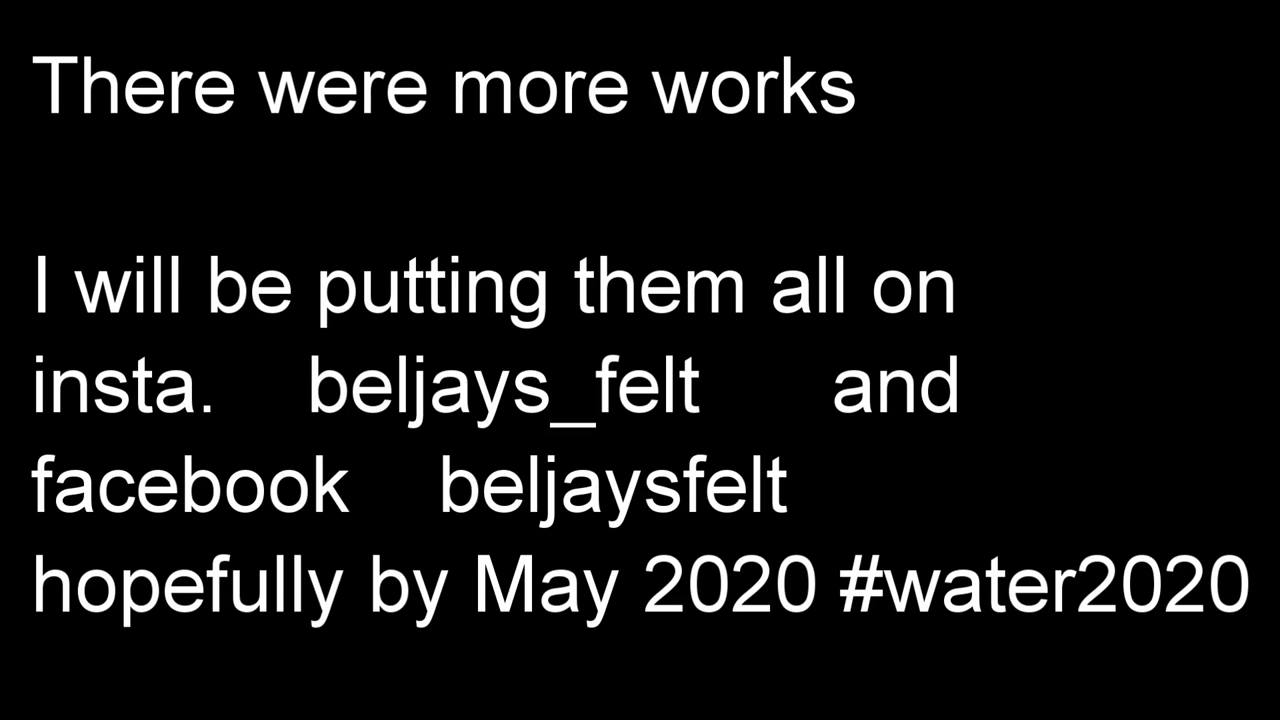 There were more works
I will be putting them all on
insta. beljays_felt and
facebook beljaysfelt
hopefully by May 2020 #water2020